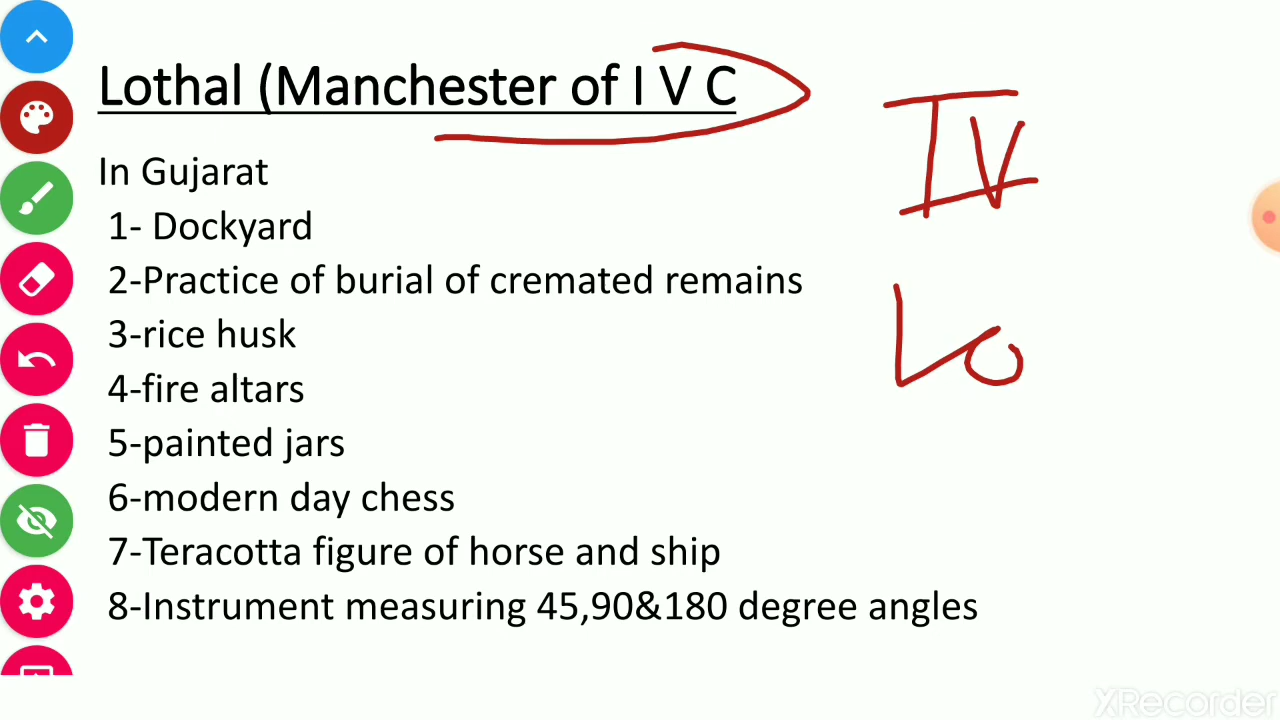 Lothal (Manchester of I V C
IV
In Gujarat
1- Dockyard
2-Practice of burial of cremated remains
3-rice husk
Lo
4-fire altars
5-painted jars
6-modern day chess
7-Teracotta figure of horse and ship
8-Instrument measuring 45,90&180 degree angles
XRecorder